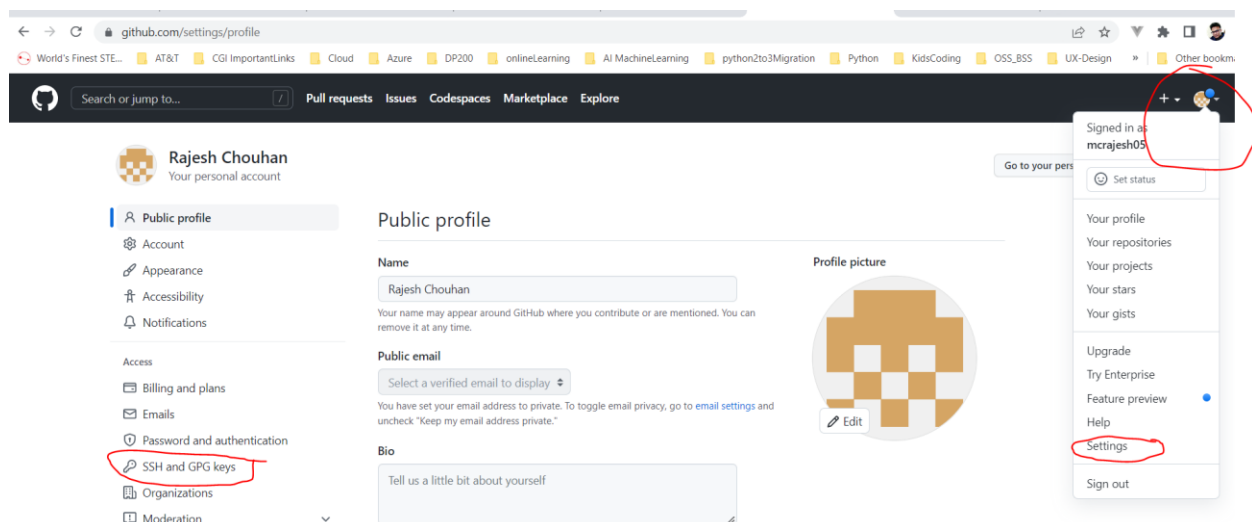 github.com/settings/profile
World's Finest STE... AT&T CGI ImportantLinks Cloud Azure DP200 onlineLearning AI MachineLearning python2to3Migration Python KidsCoding OSS_BSS UX-Design » Other bookma
Search or jump to... / Pull requests Issues Codespaces Marketplace Explore
Signed in as
mcrajesh05
Rajesh Chouhan
Your personal account
Go to your pers
Set status
Public profile
Account
Appearance
Accessibility
Notifications
Access
Billing and plans
Emails
Password and authentication
SSH and GPG keys
Organizations
Moderation
Public profile
Name
Rajesh Chouhan
Your name may appear around GitHub where you contribute or are mentioned. You can
remove it at any time.
Public email
Select a verified email to display
You have set your email address to private. To toggle email privacy, go to email settings and
uncheck "Keep my email address private."
Bio
Tell us a little bit about yourself
Profile picture
Edit
Your profile
Your repositories
Your projects
Your stars
Your gists
Upgrade
Try Enterprise
Feature preview
Help
Settings
Sign out